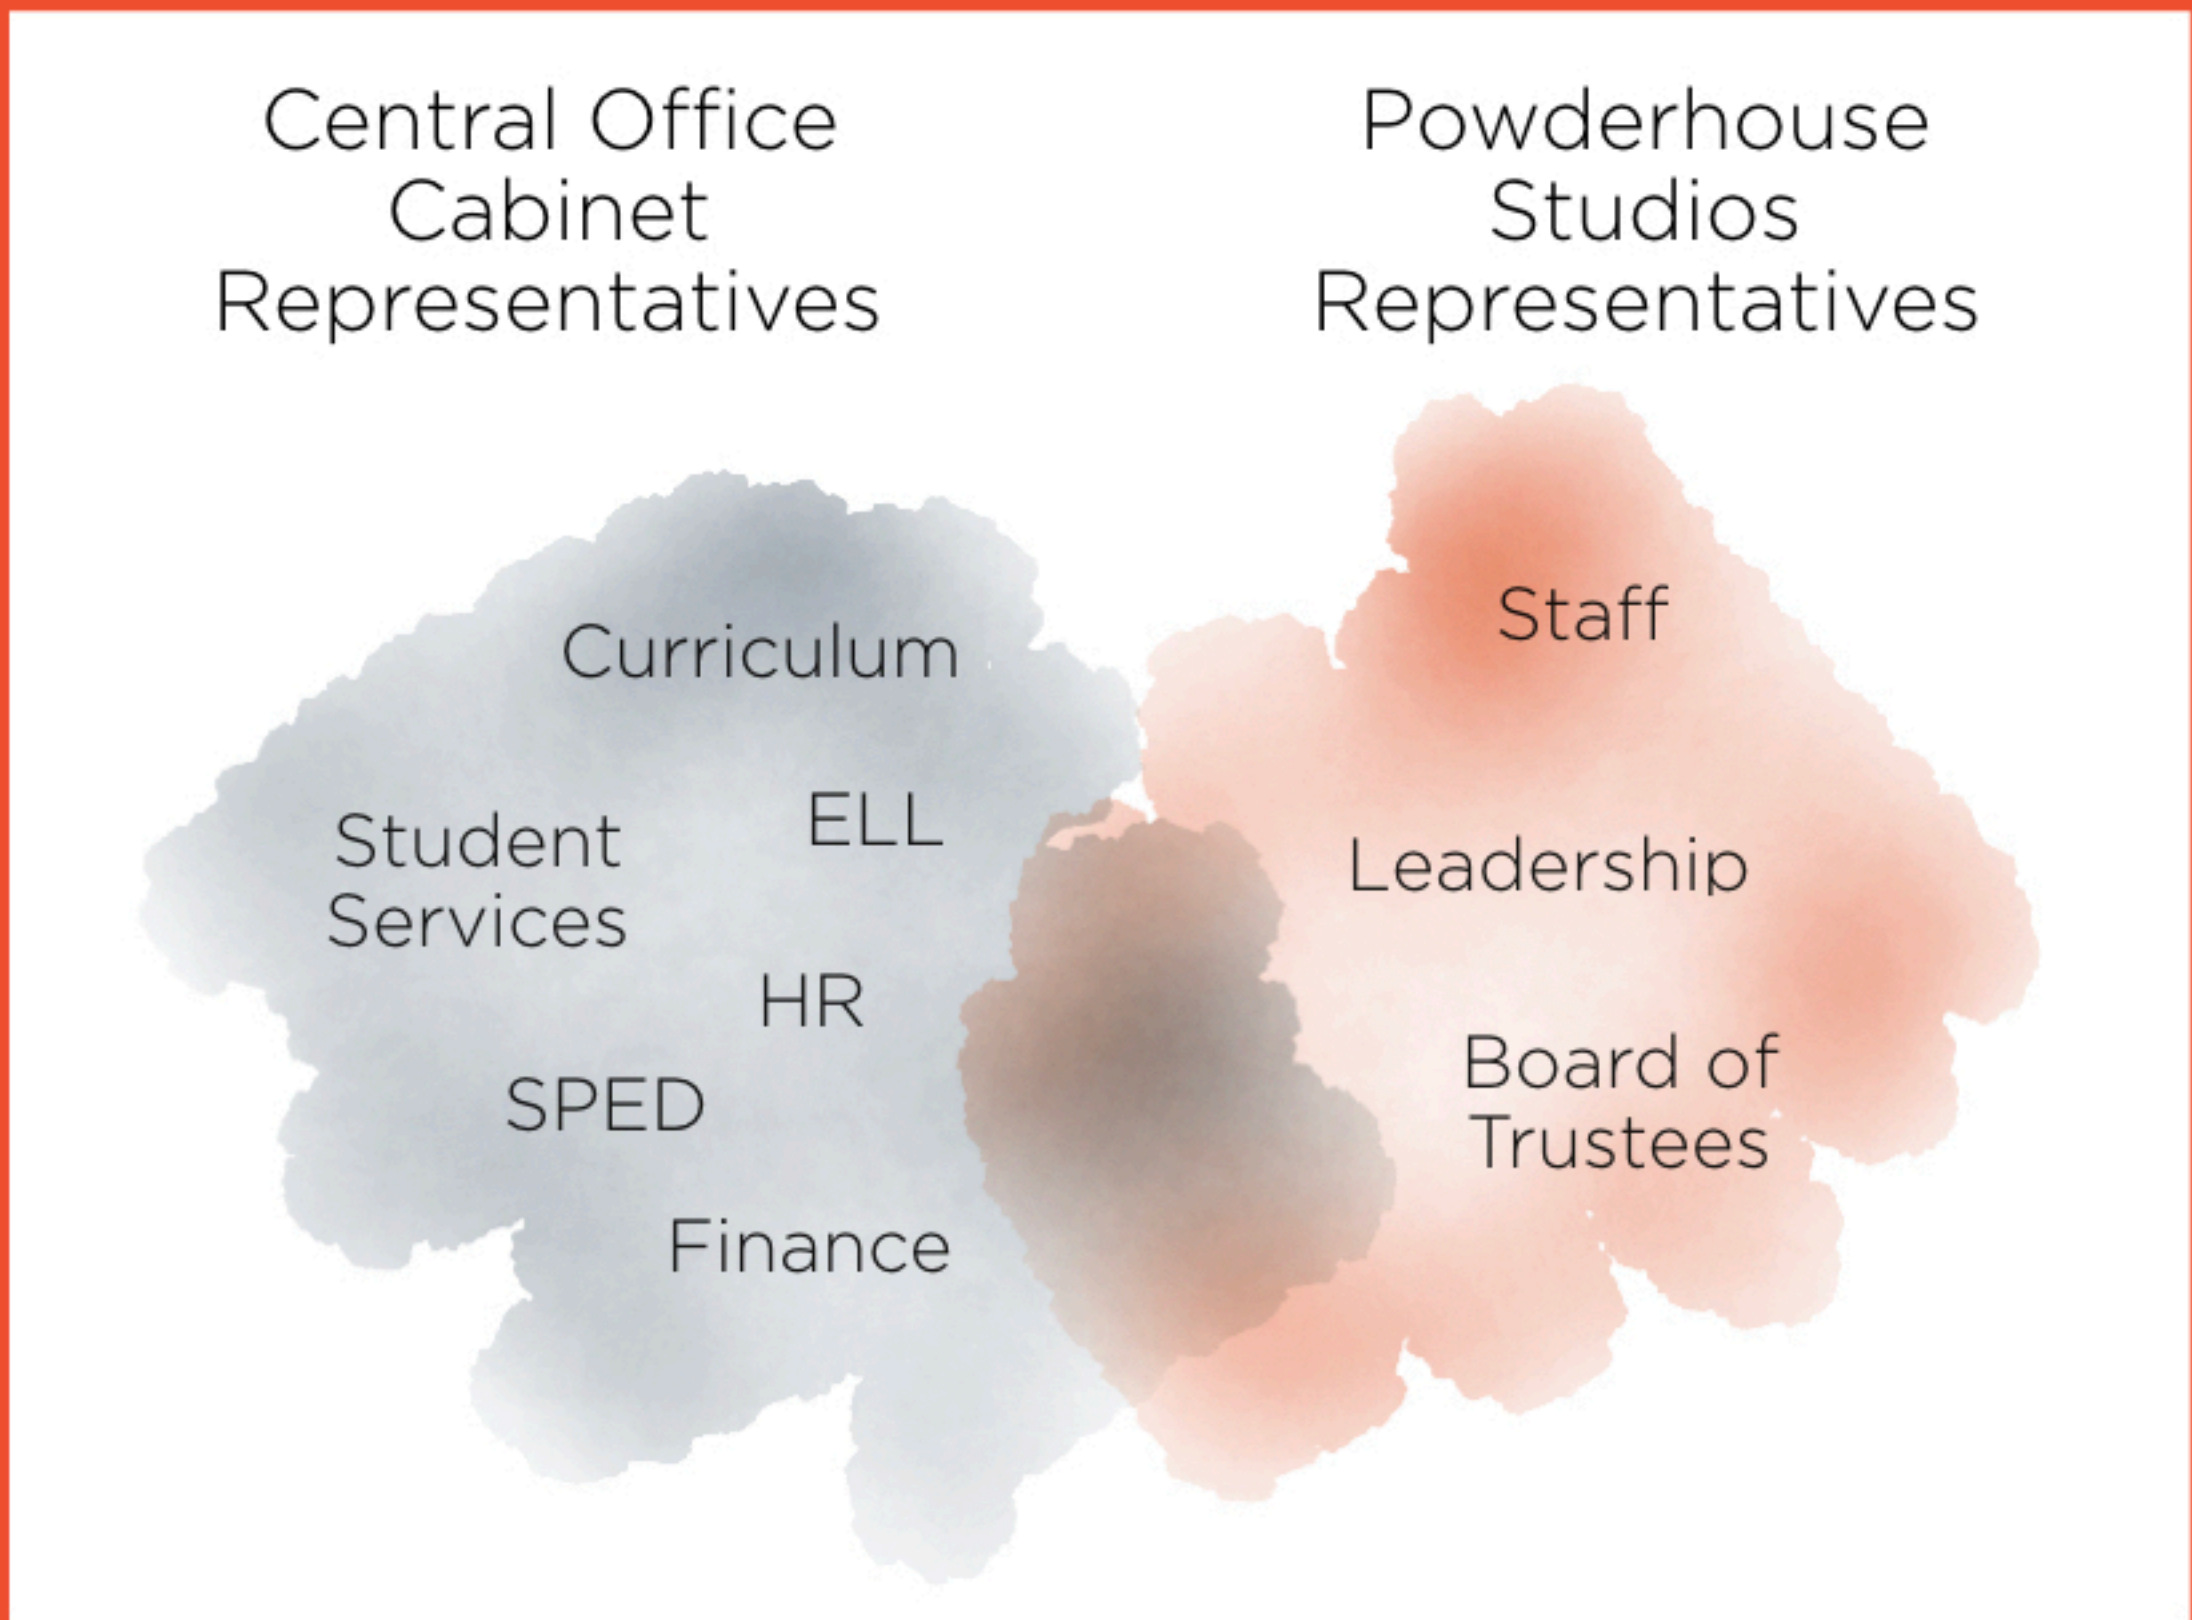 Central Office
Cabinet
Representatives
Powderhouse
Studios
Representatives
Curriculum
Student
Services
ELL
HR
SPED
Finance
Staff
Leadership
Board of
Trustees